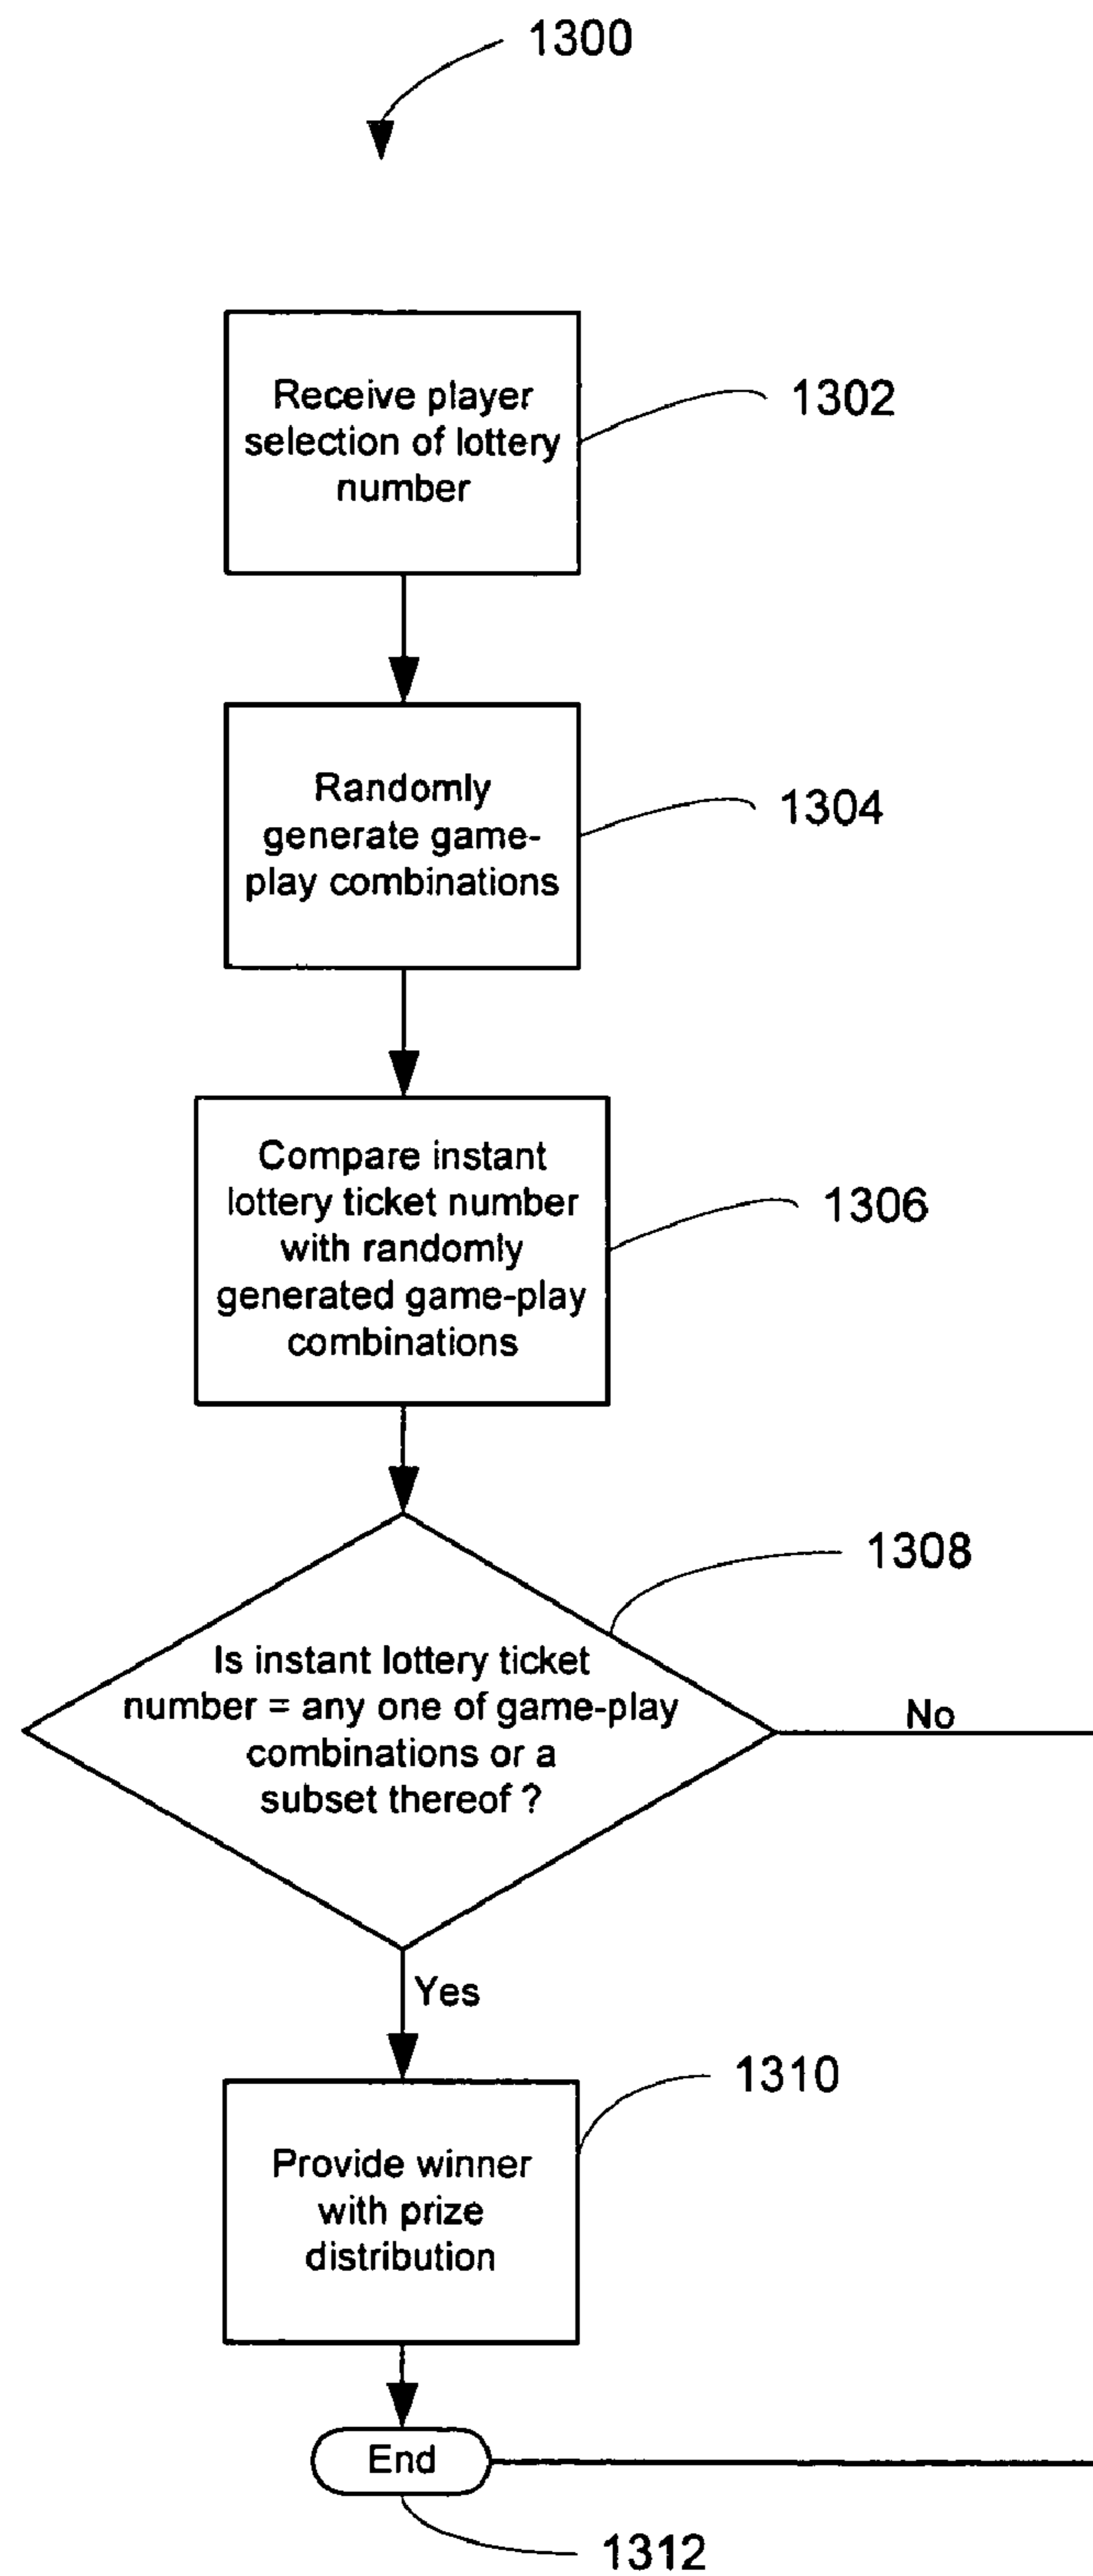 1300
Receive player
selection of lottery
number
1302
Randomly
generate game-
play combinations
1304
Compare instant
lottery ticket number
with randomly
generated game-play
combinations
1306
Is instant lottery ticket
number = any one of game-play
combinations or a
subset thereof ?
1308
No
Yes
Provide winner
with prize
distribution
1310
End
1312